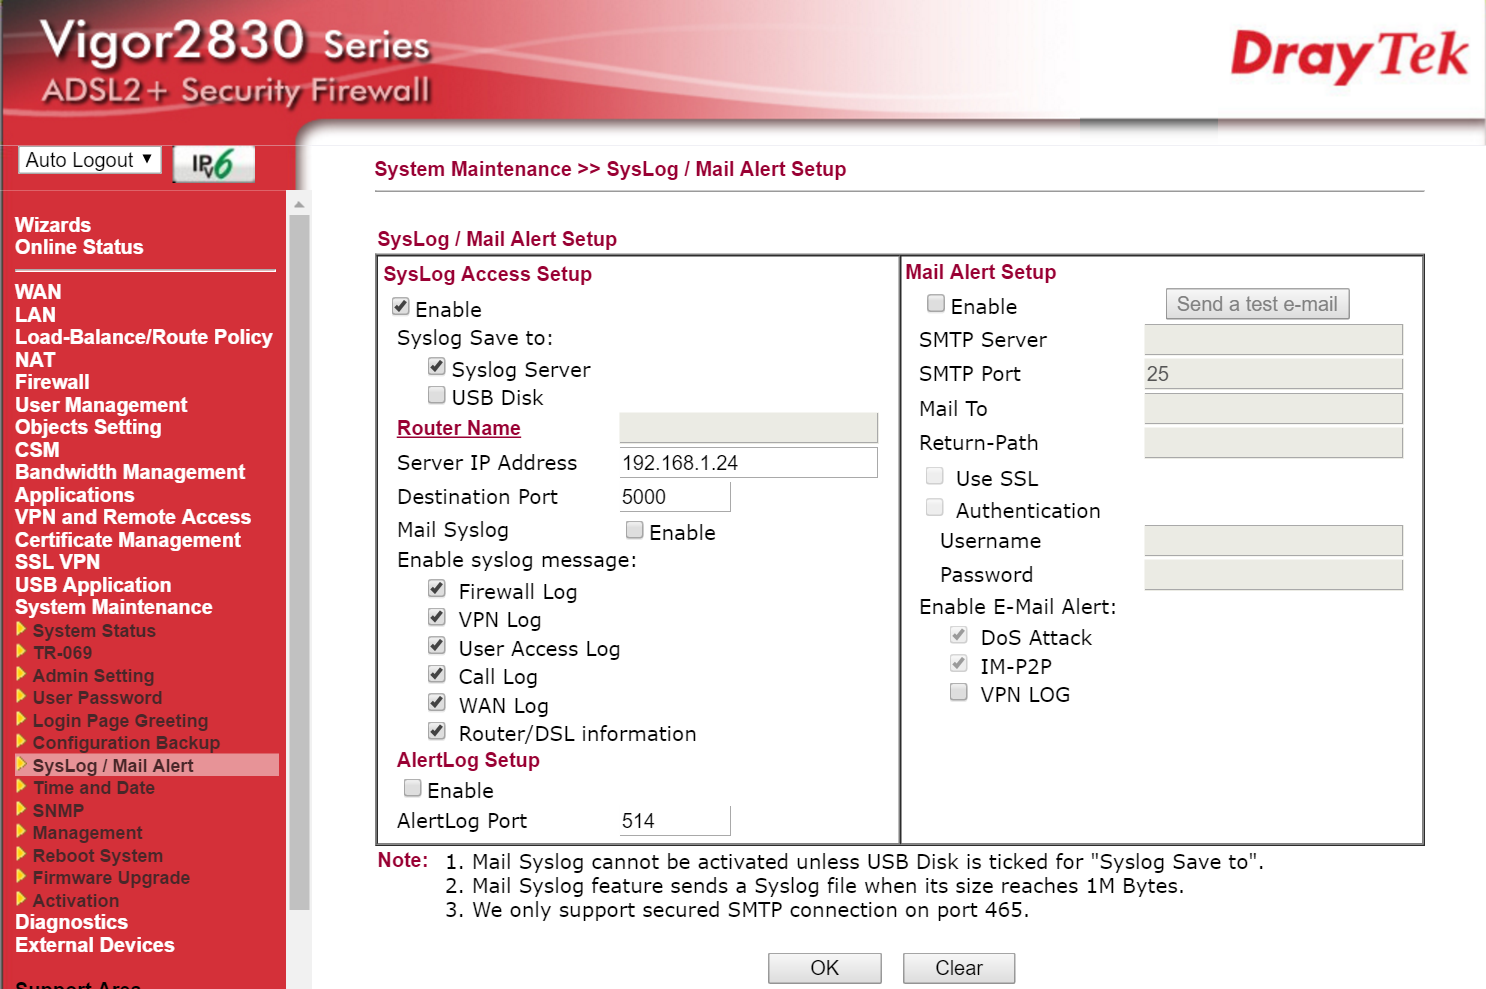 Vigor2830 Series
ADSL2+ Security Firewall
DrayTek
Auto Logout
IPv6
Wizards
Online Status
WAN
LAN
Load-Balance/Route Policy
NAT
Firewall
User Management
Objects Setting
CSM
Bandwidth Management
Applications
VPN and Remote Access
Certificate Management
SSL VPN
USB Application
System Maintenance
System Status
TR-069
Admin Setting
User Password
Login Page Greeting
Configuration Backup
SysLog / Mail Alert
Time and Date
SNMP
Management
Reboot System
Firmware Upgrade
Activation
Diagnostics
External Devices
Support Area
System Maintenance >> SysLog / Mail Alert Setup
SysLog / Mail Alert Setup
SysLog Access Setup
Enable
Syslog Save to:
Syslog Server
USB Disk
Router Name
Server IP Address 192.168.1.24
Destination Port 5000
Mail Syslog Enable
Enable syslog message:
Firewall Log
VPN Log
User Access Log
Call Log
WAN Log
Router/DSL information
AlertLog Setup
Enable
AlertLog Port 514
Mail Alert Setup
Enable Send a test e-mail
SMTP Server
SMTP Port 25
Mail To
Return-Path
Use SSL
Authentication
Username
Password
Enable E-Mail Alert:
DoS Attack
IM-P2P
VPN LOG
Note: 1. Mail Syslog cannot be activated unless USB Disk is ticked for "Syslog Save to".
2. Mail Syslog feature sends a Syslog file when its size reaches 1M Bytes.
3. We only support secured SMTP connection on port 465.
OK Clear